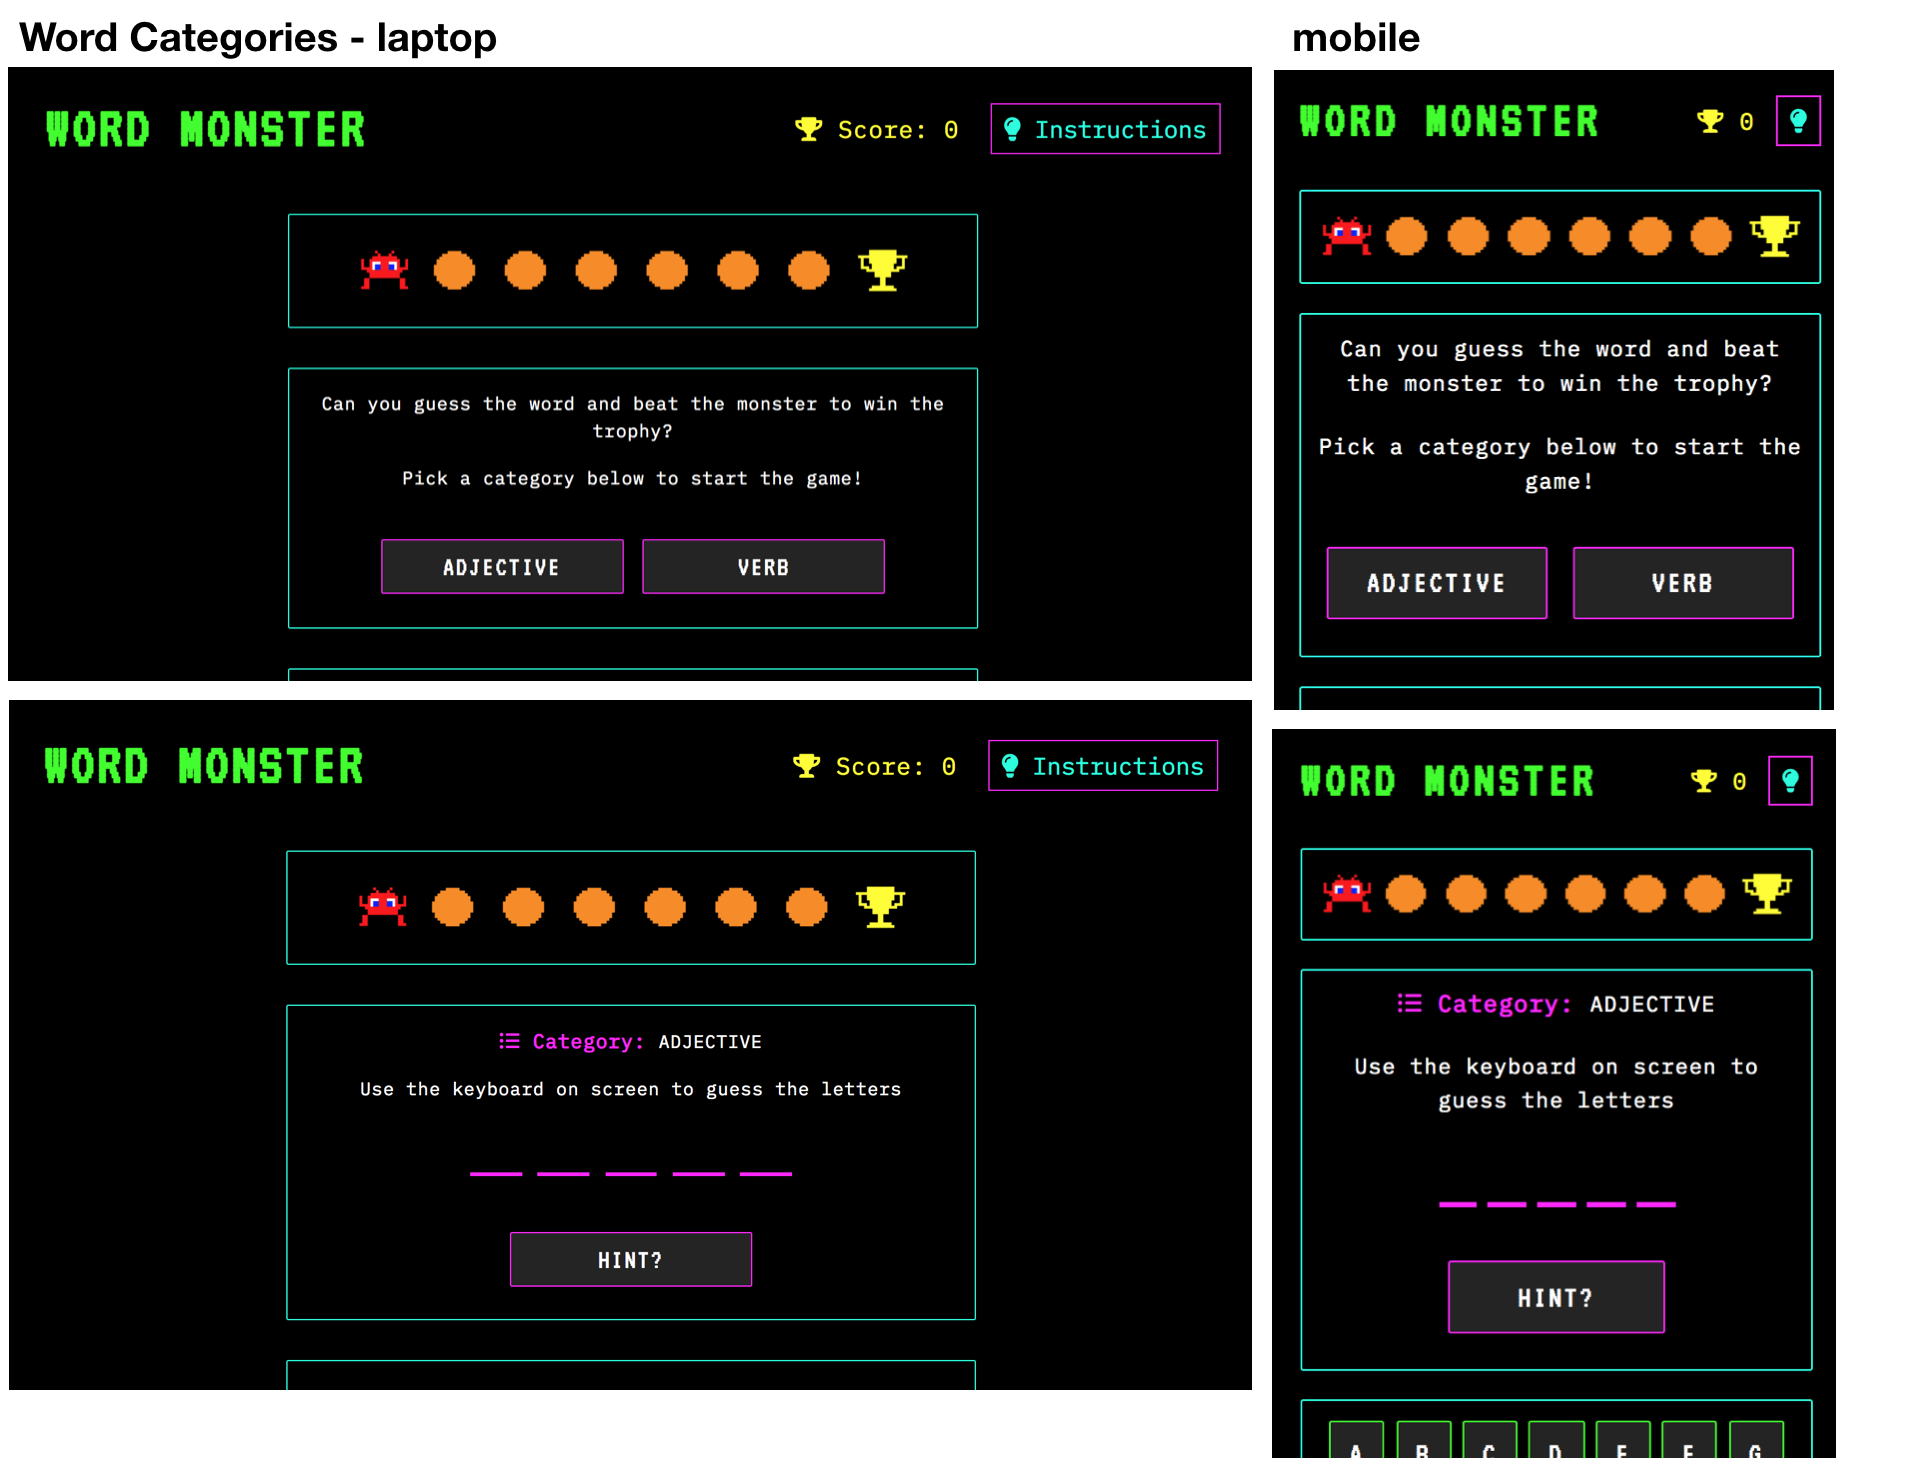 Word Categories - laptop
WORD MONSTER
Score: 0
Instructions
Can you guess the word and beat the monster to win the
trophy?
Pick a category below to start the game!
ADJECTIVE
VERB
WORD MONSTER
Score: 0
Instructions
Category: ADJECTIVE
Use the keyboard on screen to guess the letters
HINT?
mobile
WORD MONSTER
0
Can you guess the word and beat
the monster to win the trophy?
Pick a category below to start the
game!
ADJECTIVE
VERB
WORD MONSTER
0
Category: ADJECTIVE
Use the keyboard on screen to
guess the letters
HINT?
A B C D E F G